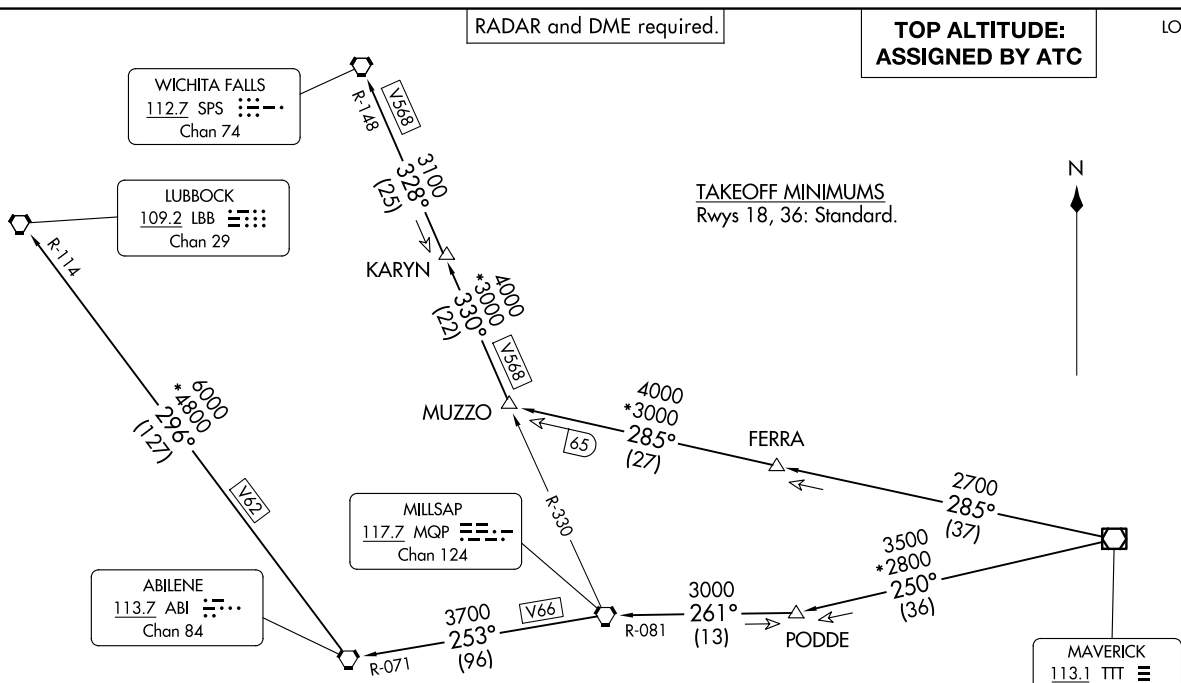 RADAR and DME required.
TOP ALTITUDE:
ASSIGNED BY ATC
LO
WICHITA FALLS
112.7 SPS
Chan 74
R-148
V568
3100
328°
(25)
LUBBOCK
109.2 LBB
Chan 29
R-114
TAKEOFF MINIMUMS
Rwys 18, 36: Standard.
N
KARYN
4000
*3000
330°
(22)
V568
MUZZO
65
4000
*3000
285°
(27)
FERRA
6000
*4800
296°
(127)
V62
2700
285°
(37)
R-330
MILLSAP
117.7 MQP
Chan 124
3500
*2800
250°
(36)
ABILENE
113.7 ABI
Chan 84
R-071
3700
253°
(96)
V66
R-081
3000
261°
(13)
PODDE
MAVERICK
113.1 TTT